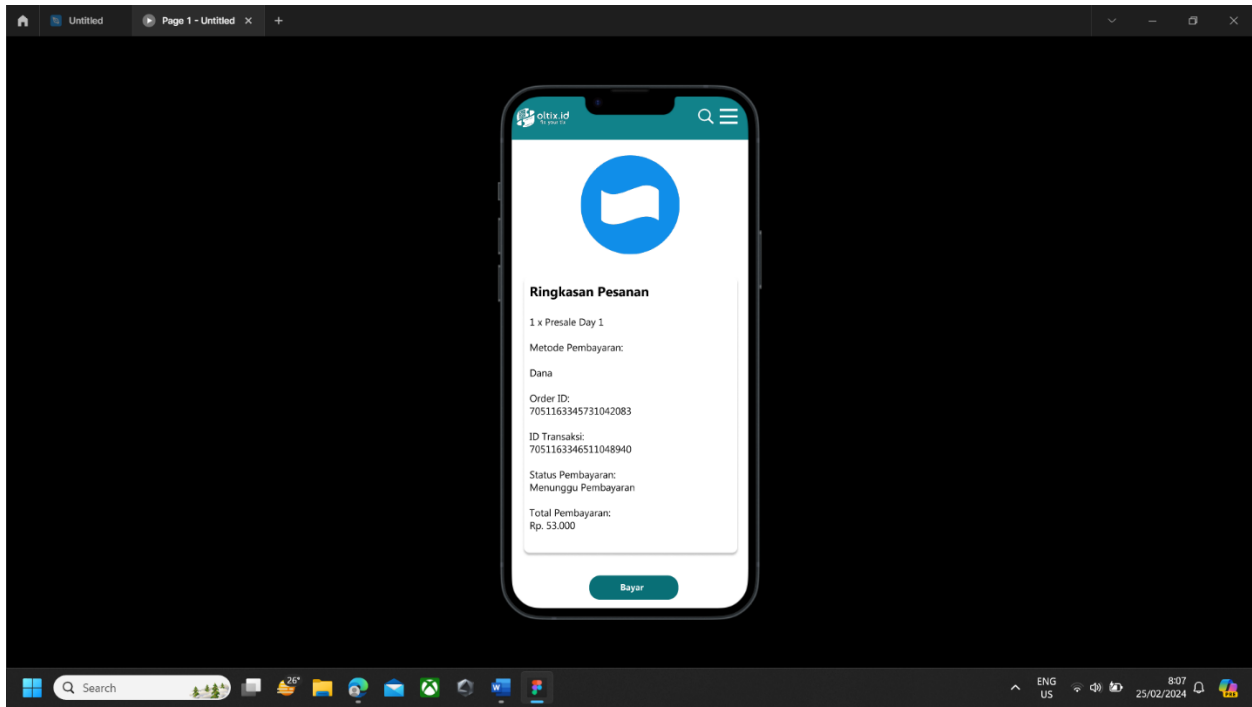 Untitled
Page 1 - Untitled
oltix.id
Ringkasan Pesanan
1 x Presale Day 1
Metode Pembayaran:
Dana
Order ID:
7051163345731042083
ID Transaksi:
7051163346511048940
Status Pembayaran:
Menunggu Pembayaran
Total Pembayaran:
Rp. 53.000
Bayar
Search
26°
ENG
US
8:07
25/02/2024